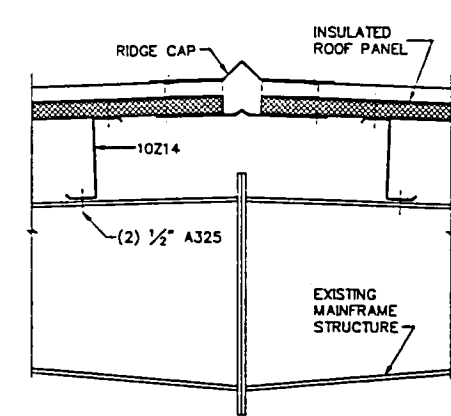 INSULATED
ROOF PANEL
RIDGE CAP
10Z14
(2) 1/2" A325
EXISTING
MAINFRAME
STRUCTURE